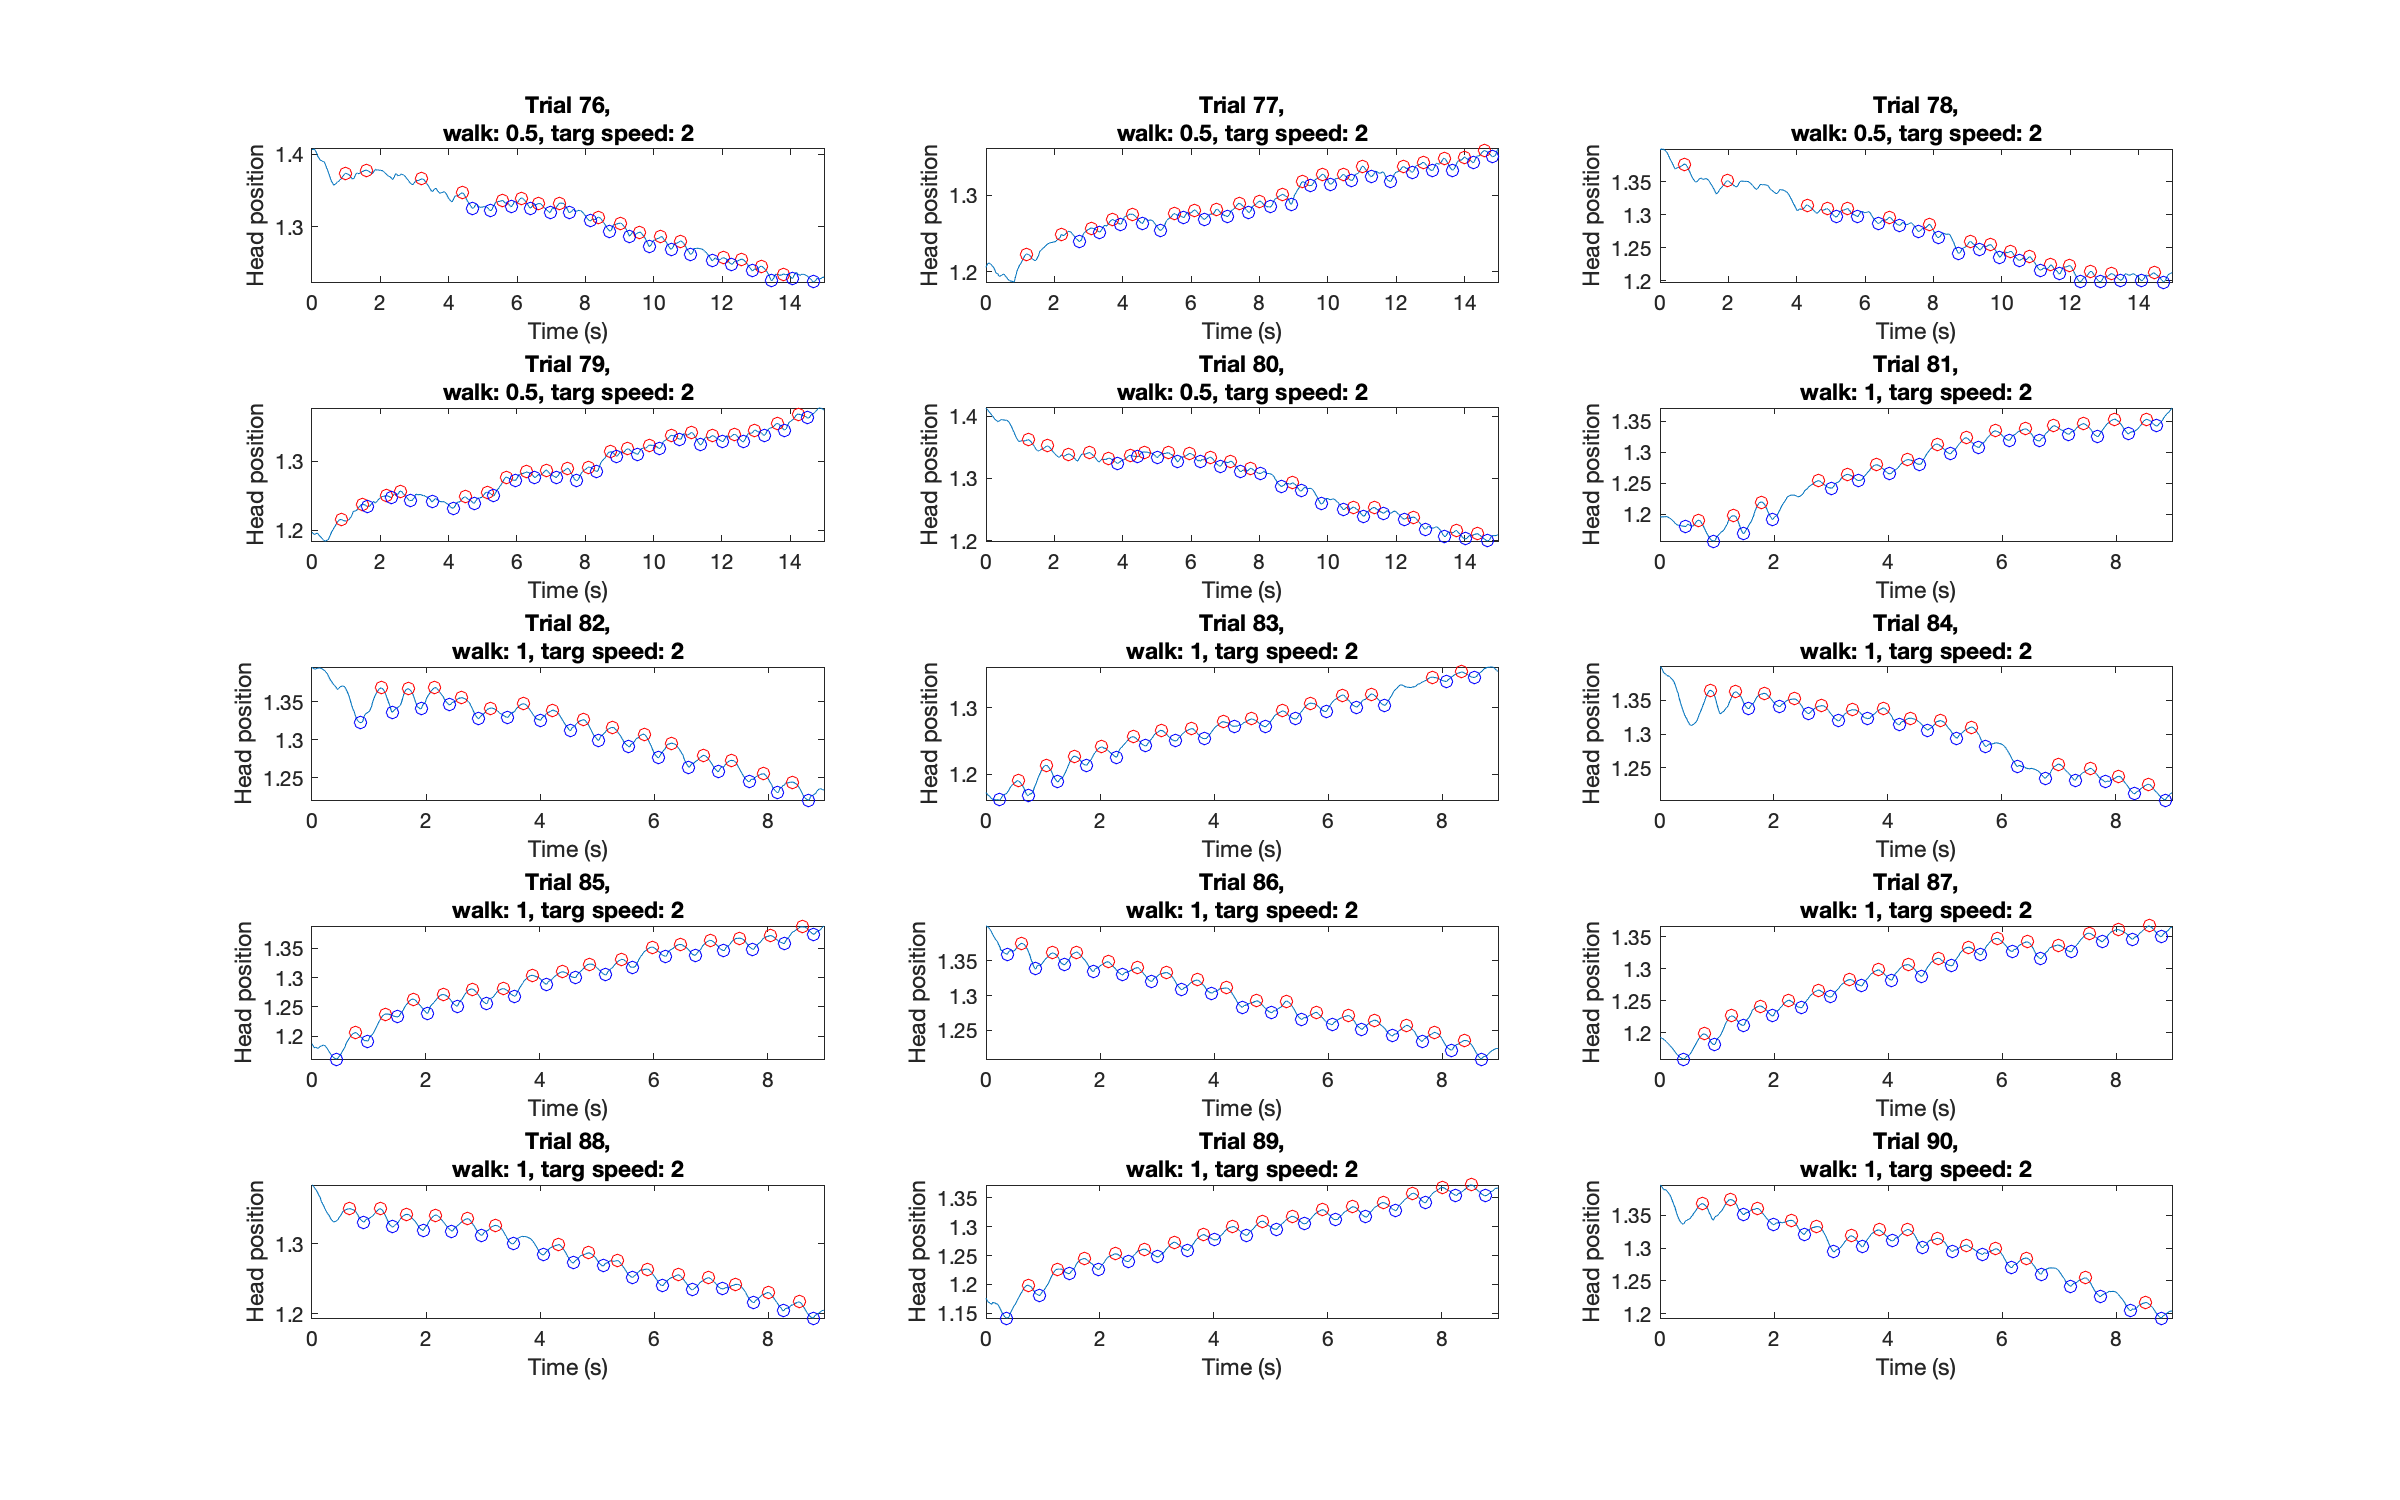 Trial 76,
walk: 0.5, targ speed: 2
Head position
1.4
1.3
0 2 4 6 8 10 12 14
Time (s)
Trial 77,
walk: 0.5, targ speed: 2
Head position
1.3
1.2
0 2 4 6 8 10 12 14
Time (s)
Trial 78,
walk: 0.5, targ speed: 2
Head position
1.35
1.3
1.25
1.2
0 2 4 6 8 10 12 14
Time (s)
Trial 79,
walk: 0.5, targ speed: 2
Head position
1.3
1.2
0 2 4 6 8 10 12 14
Time (s)
Trial 80,
walk: 0.5, targ speed: 2
Head position
1.4
1.3
1.2
0 2 4 6 8 10 12 14
Time (s)
Trial 81,
walk: 1, targ speed: 2
Head position
1.35
1.3
1.25
1.2
0 2 4 6 8
Time (s)
Trial 82,
walk: 1, targ speed: 2
Head position
1.35
1.3
1.25
0 2 4 6 8
Time (s)
Trial 83,
walk: 1, targ speed: 2
Head position
1.3
1.2
0 2 4 6 8
Time (s)
Trial 84,
walk: 1, targ speed: 2
Head position
1.35
1.3
1.25
0 2 4 6 8
Time (s)
Trial 85,
walk: 1, targ speed: 2
Head position
1.35
1.3
1.25
1.2
0 2 4 6 8
Time (s)
Trial 86,
walk: 1, targ speed: 2
Head position
1.35
1.3
1.25
0 2 4 6 8
Time (s)
Trial 87,
walk: 1, targ speed: 2
Head position
1.35
1.3
1.25
1.2
0 2 4 6 8
Time (s)
Trial 88,
walk: 1, targ speed: 2
Head position
1.3
1.2
0 2 4 6 8
Time (s)
Trial 89,
walk: 1, targ speed: 2
Head position
1.35
1.3
1.25
1.2
1.15
0 2 4 6 8
Time (s)
Trial 90,
walk: 1, targ speed: 2
Head position
1.35
1.3
1.25
1.2
0 2 4 6 8
Time (s)